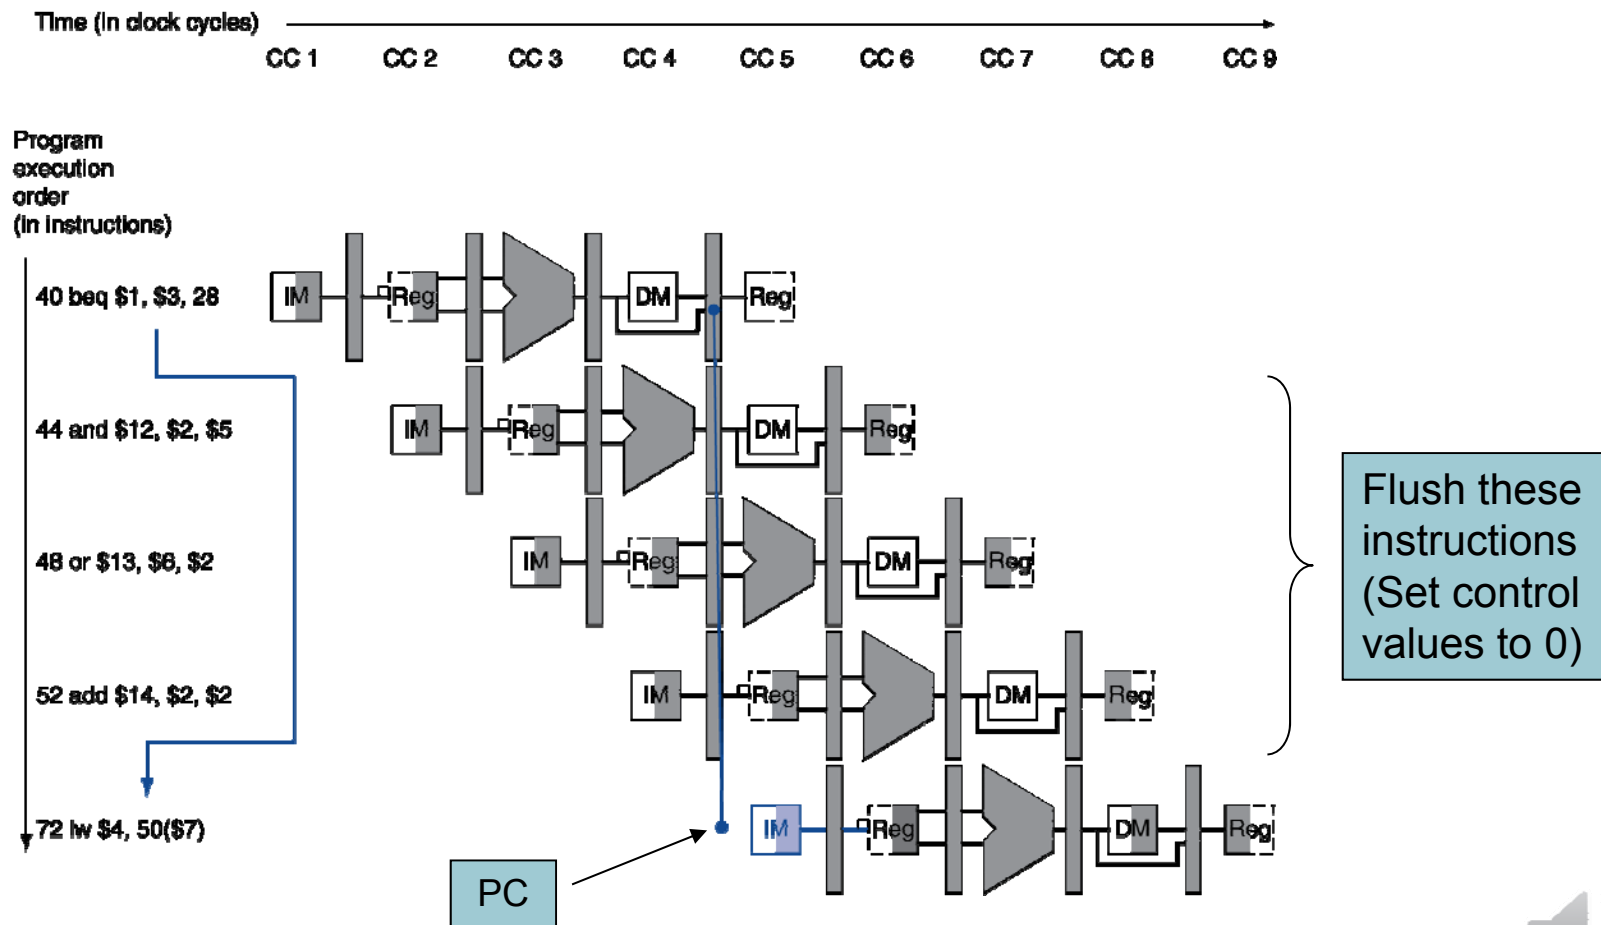 Time (in clock cycles)
CC 1 CC 2 CC 3 CC 4 CC 5 CC 6 CC 7 CC 8 CC 9
Program
execution
order
(in instructions)
40 beq $1, $3, 28
IM Reg DM Reg
44 and $12, $2, $5
IM Reg DM Reg
48 or $13, $6, $2
IM Reg DM Reg
52 add $14, $2, $2
IM Reg DM Reg
72 lw $4, 50($7)
IM Reg DM Reg
Flush these
instructions
(Set control
values to 0)
PC